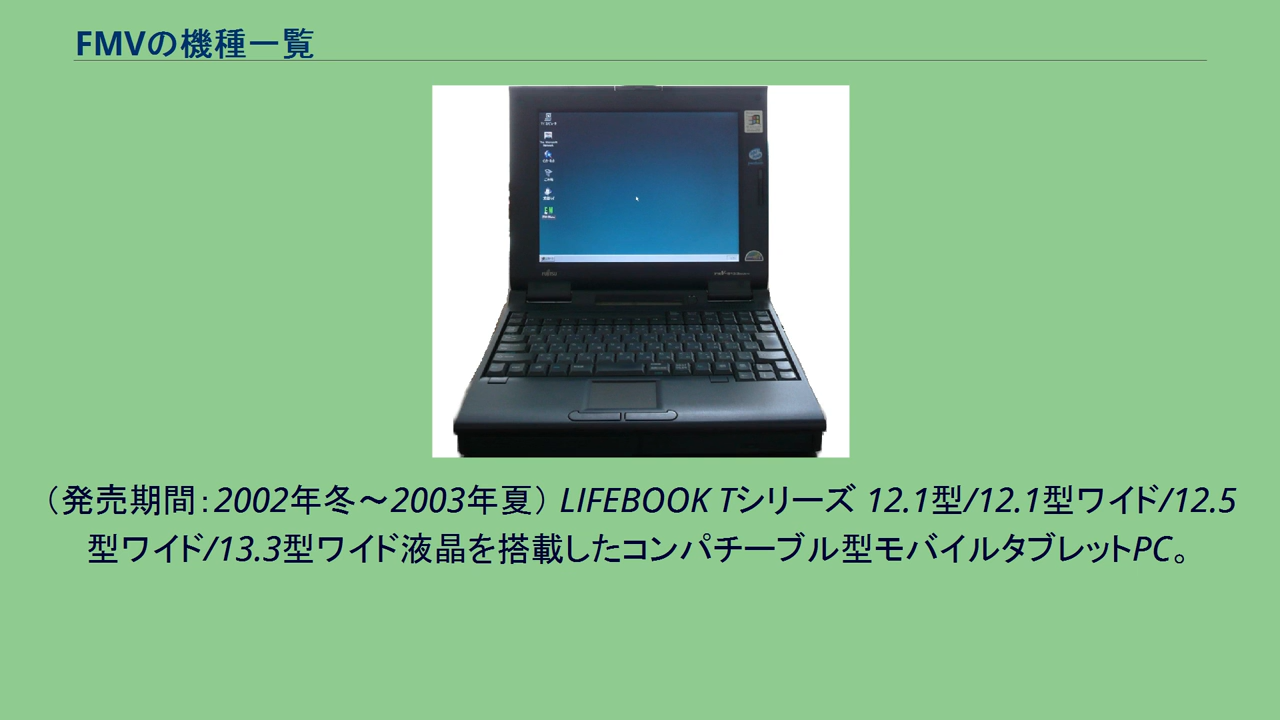 FMVの機種一覧
FUJITSU
（発売期間：2002年冬～2003年夏） LIFEBOOK Tシリーズ 12.1型/12.1型ワイド/12.5
型ワイド/13.3型ワイド液晶を搭載したコンパチーブル型モバイルタブレットPC。